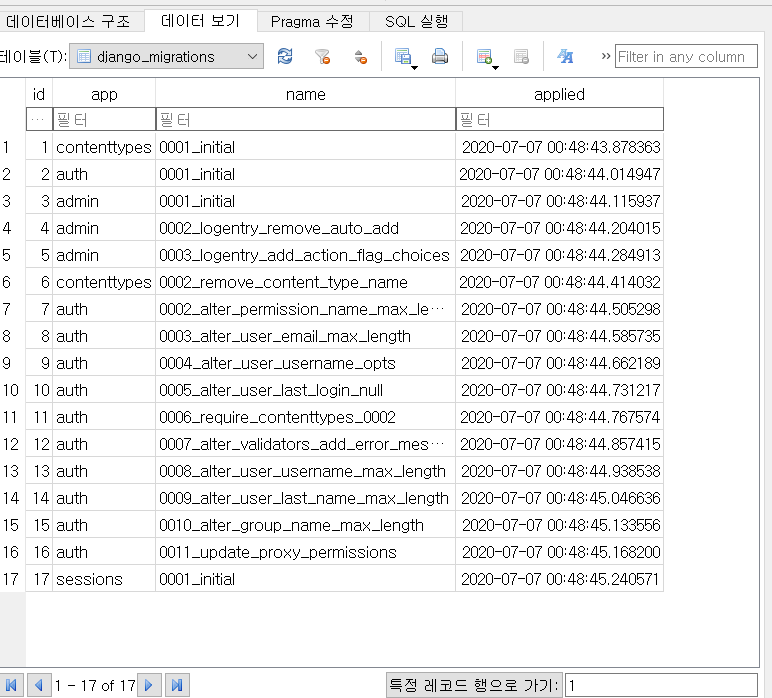 데이터베이스 구조 데이터 보기 Pragma 수정 SQL 실행
테이블(T): django_migrations » Filter in any column
id app name applied
... 필터 필터 필터
1 1 contenttypes 0001_initial 2020-07-07 00:48:43.878363
2 2 auth 0001_initial 2020-07-07 00:48:44.014947
3 3 admin 0001_initial 2020-07-07 00:48:44.115937
4 4 admin 0002_logentry_remove_auto_add 2020-07-07 00:48:44.204015
5 5 admin 0003_logentry_add_action_flag_choices 2020-07-07 00:48:44.284913
6 6 contenttypes 0002_remove_content_type_name 2020-07-07 00:48:44.414032
7 7 auth 0002_alter_permission_name_max_le... 2020-07-07 00:48:44.505298
8 8 auth 0003_alter_user_email_max_length 2020-07-07 00:48:44.585735
9 9 auth 0004_alter_user_username_opts 2020-07-07 00:48:44.662189
10 10 auth 0005_alter_user_last_login_null 2020-07-07 00:48:44.731217
11 11 auth 0006_require_contenttypes_0002 2020-07-07 00:48:44.767574
12 12 auth 0007_alter_validators_add_error_mes... 2020-07-07 00:48:44.857415
13 13 auth 0008_alter_user_username_max_length 2020-07-07 00:48:44.938538
14 14 auth 0009_alter_user_last_name_max_length 2020-07-07 00:48:45.046636
15 15 auth 0010_alter_group_name_max_length 2020-07-07 00:48:45.133556
16 16 auth 0011_update_proxy_permissions 2020-07-07 00:48:45.168200
17 17 sessions 0001_initial 2020-07-07 00:48:45.240571
1 - 17 of 17 특정 레코드 행으로 가기: 1